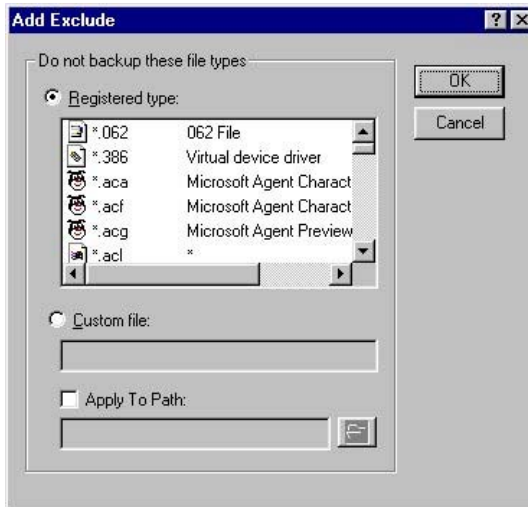 Add Exclude
Do not backup these file types
OK
Registered type:
Cancel
*.062 062 File
*.386 Virtual device driver
*.aca Microsoft Agent Charact
*.acf Microsoft Agent Charact
*.acg Microsoft Agent Preview
*.acl *
Custom file:
Apply To Path: